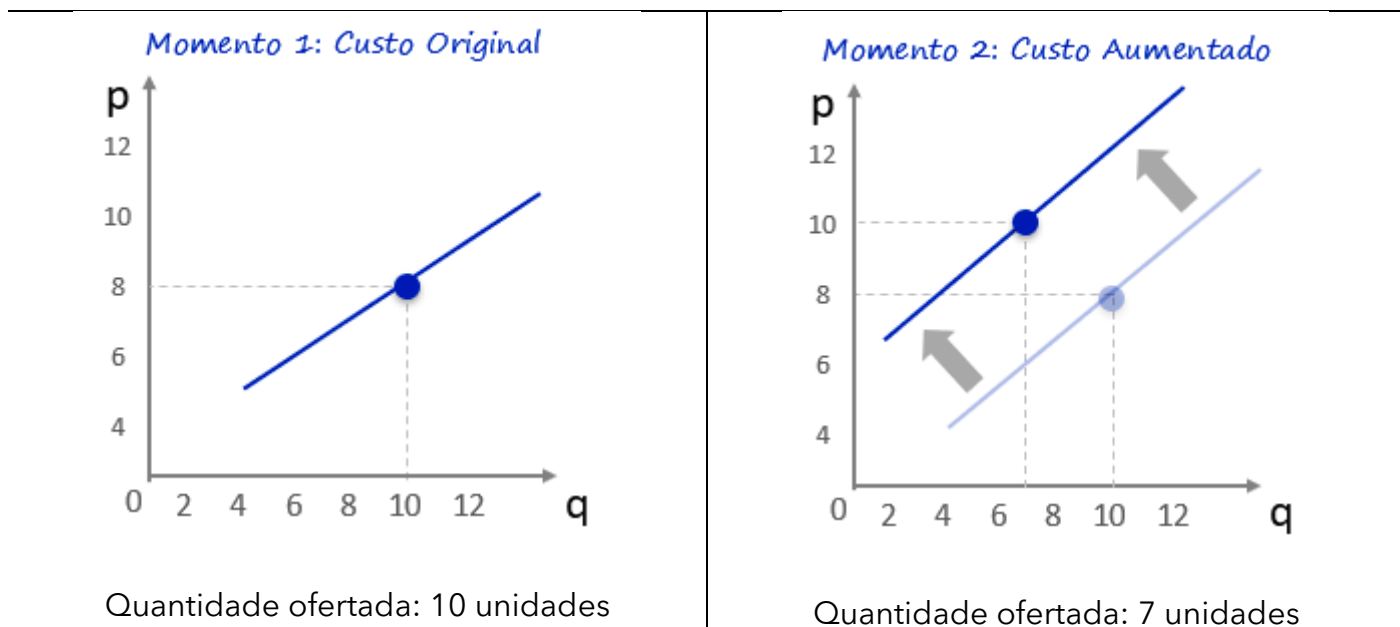 Momento 1: Custo Original
p
12
10
8
6
4
0 2 4 6 8 10 12 q
Quantidade ofertada: 10 unidades
Momento 2: Custo Aumentado
p
12
10
8
6
4
0 2 4 6 8 10 12 q
Quantidade ofertada: 7 unidades